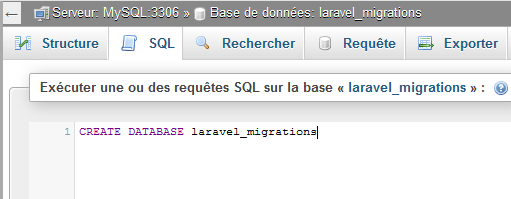 ← Serveur: MySQL:3306 » Base de données: laravel_migrations
Structure SQL Rechercher Requête Exporter
Exécuter une ou des requêtes SQL sur la base « laravel_migrations » :
1 CREATE DATABASE laravel_migrations